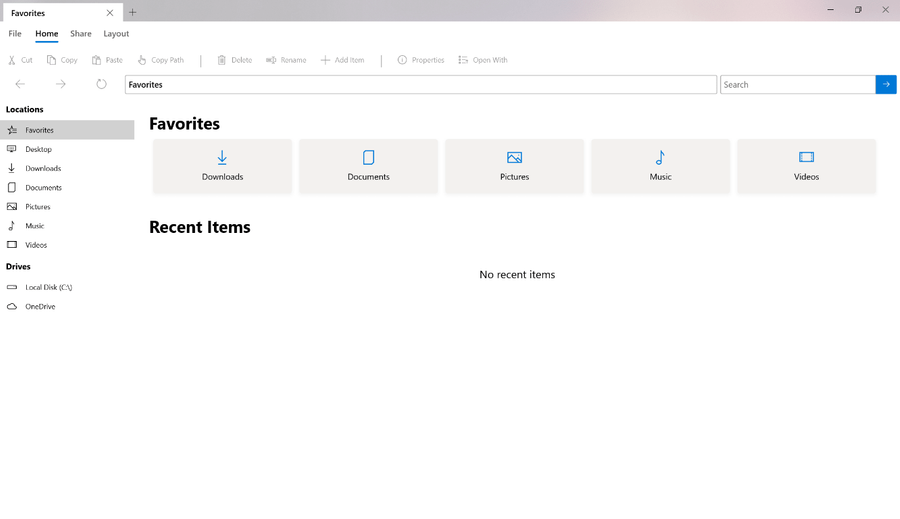 Favorites
File Home Share Layout
Cut Copy Paste Copy Path Delete Rename Add Item Properties Open With
Favorites Search
Locations
Favorites
Desktop
Downloads
Documents
Pictures
Music
Videos
Drives
Local Disk (C:\)
OneDrive
Favorites
Downloads Documents Pictures Music Videos
Recent Items
No recent items